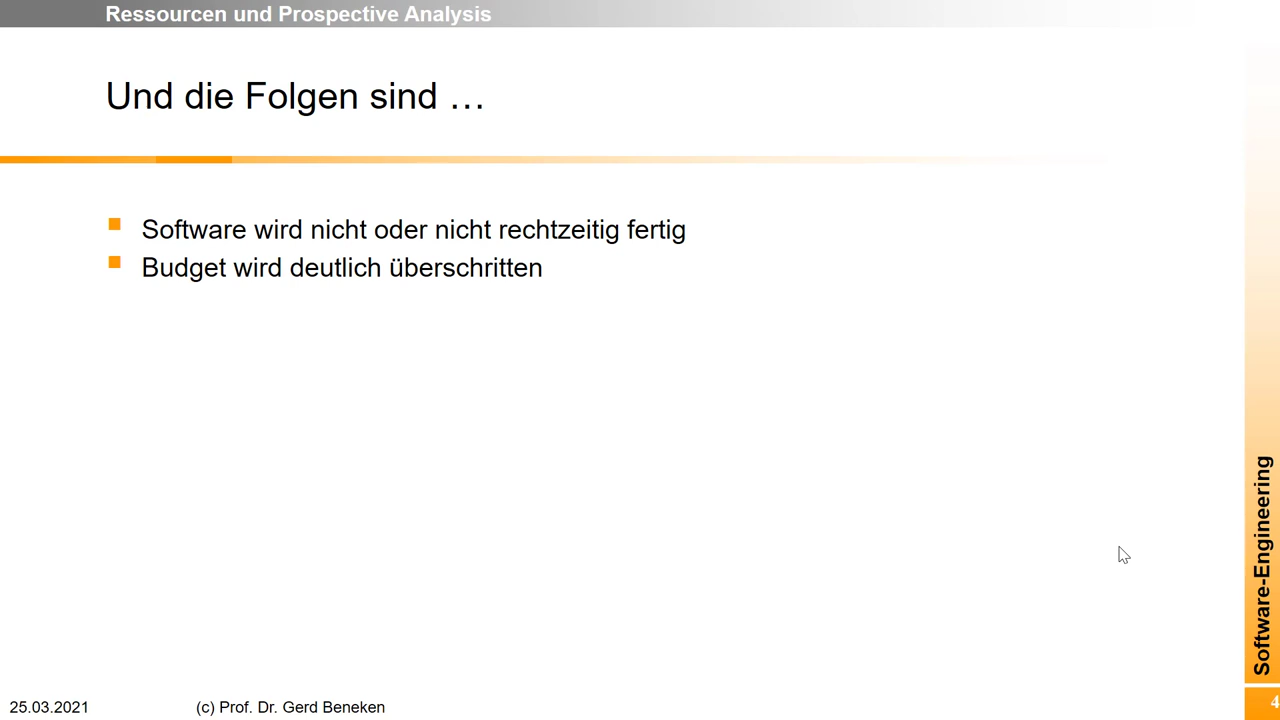 Ressourcen und Prospective Analysis
Und die Folgen sind …
Software wird nicht oder nicht rechtzeitig fertig
Budget wird deutlich überschritten
Software-Engineering
25.03.2021
(c) Prof. Dr. Gerd Beneken
4